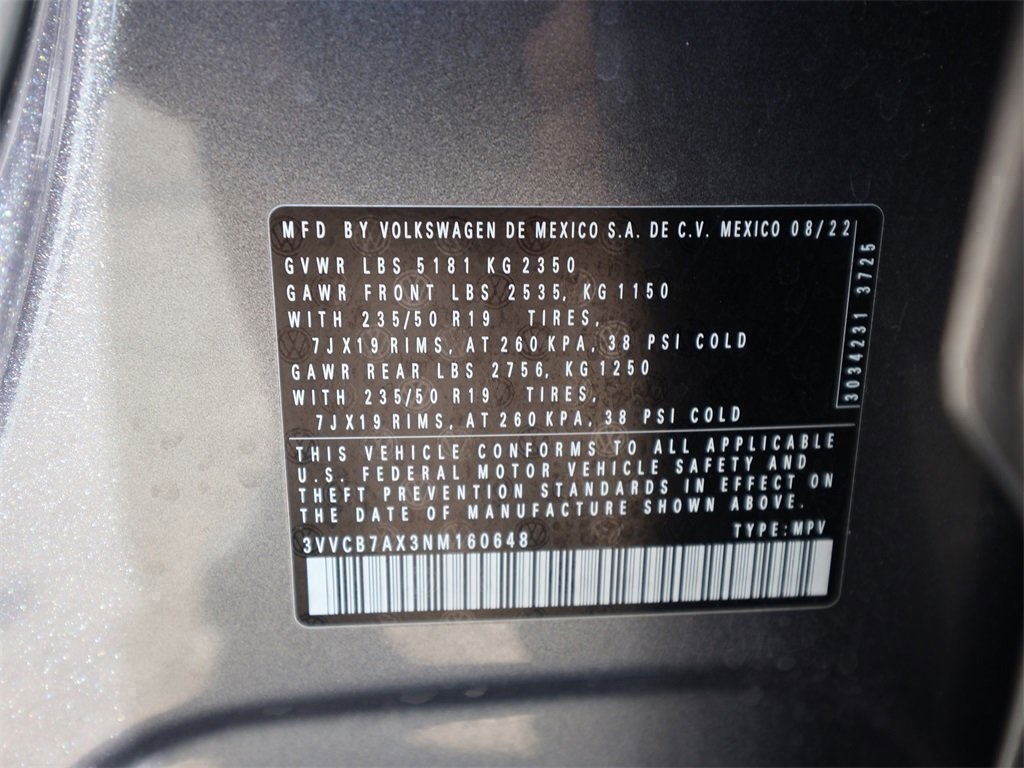 MFD BY VOLKSWAGEN DE MEXICO S.A. DE C.V. MEXICO 08/22
GVWR LBS 5181 KG 2350
GAWR FRONT LBS 2535, KG 1150
WITH 235/50 R19 TIRES,
7JX19 RIMS, AT 260 KPA, 38 PSI COLD
GAWR REAR LBS 2756, KG 1250
WITH 235/50 R19 TIRES,
7JX19 RIMS, AT 260 KPA, 38 PSI COLD
3034231 3725
THIS VEHICLE CONFORMS TO ALL APPLICABLE
U.S. FEDERAL MOTOR VEHICLE SAFETY AND
THEFT PREVENTION STANDARDS IN EFFECT ON
THE DATE OF MANUFACTURE SHOWN ABOVE.
3VVCB7AX3NM160648 TYPE: MPV